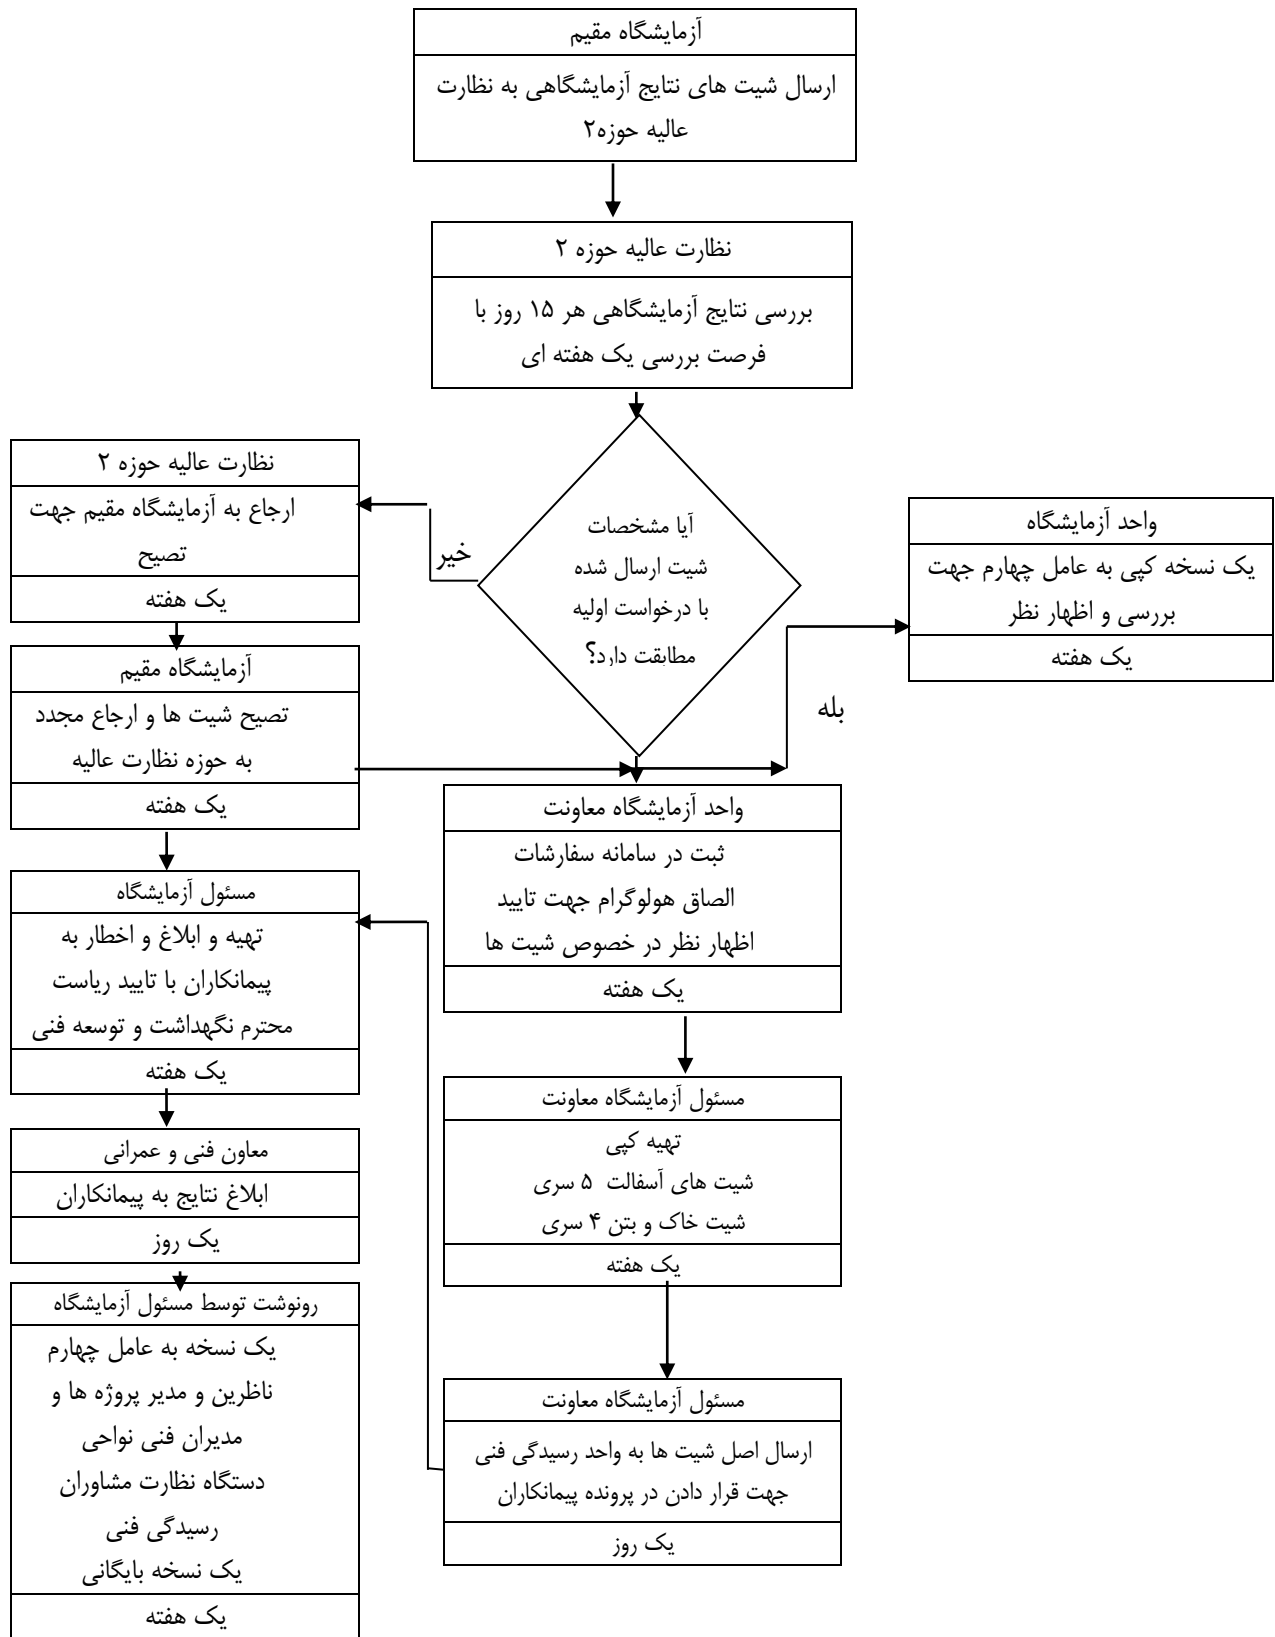 آزمایشگاه مقیم
ارسال شیت های نتایج آزمایشگاهی به نظارت
عالیه حوزه۲
نظارت عالیه حوزه ۲
بررسی نتایج آزمایشگاهی هر ۱۵ روز با
فرصت بررسی یک هفته ای
آیا مشخصات
شیت ارسال شده
با درخواست اولیه
مطابقت دارد؟
خیر
بله
واحد آزمایشگاه
یک نسخه کپی به عامل چهارم جهت
بررسی و اظهار نظر
یک هفته
نظارت عالیه حوزه ۲
ارجاع به آزمایشگاه مقیم جهت
تصیح
یک هفته
آزمایشگاه مقیم
تصیح شیت ها و ارجاع مجدد
به حوزه نظارت عالیه
یک هفته
واحد آزمایشگاه معاونت
ثبت در سامانه سفارشات
الصاق هولوگرام جهت تایید
اظهار نظر در خصوص شیت ها
یک هفته
مسئول آزمایشگاه معاونت
تهیه کپی
شیت های آسفالت ۵ سری
شیت خاک و بتن ۴ سری
یک هفته
مسئول آزمایشگاه معاونت
ارسال اصل شیت ها به واحد رسیدگی فنی
جهت قرار دادن در پرونده پیمانکاران
یک روز
مسئول آزمایشگاه
تهیه و ابلاغ و اخطار به
پیمانکاران با تایید ریاست
محترم نگهداشت و توسعه فنی
یک هفته
معاون فنی و عمرانی
ابلاغ نتایج به پیمانکاران
یک روز
رونوشت توسط مسئول آزمایشگاه
یک نسخه به عامل چهارم
ناظرین و مدیر پروژه ها و
مدیران فنی نواحی
دستگاه نظارت مشاوران
رسیدگی فنی
یک نسخه بایگانی
یک هفته